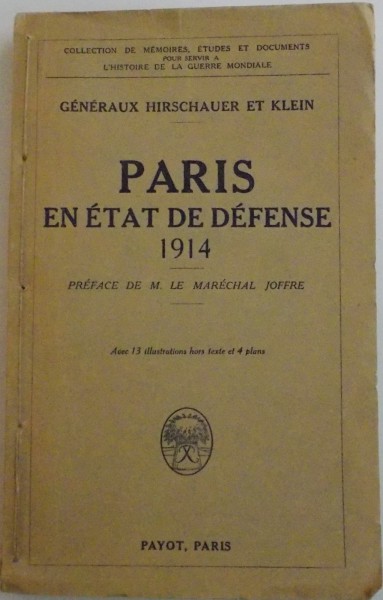 COLLECTION DE MÉMOIRES, ÉTUDES ET DOCUMENTS
POUR SERVIR A
L'HISTOIRE DE LA GUERRE MONDIALE
GÉNÉRAUX HIRSCHAUER ET KLEIN
PARIS
EN ÉTAT DE DÉFENSE
1914
PRÉFACE DE M. LE MARÉCHAL JOFFRE
Avec 13 illustrations hors texte et 4 plans
PAYOT, PARIS